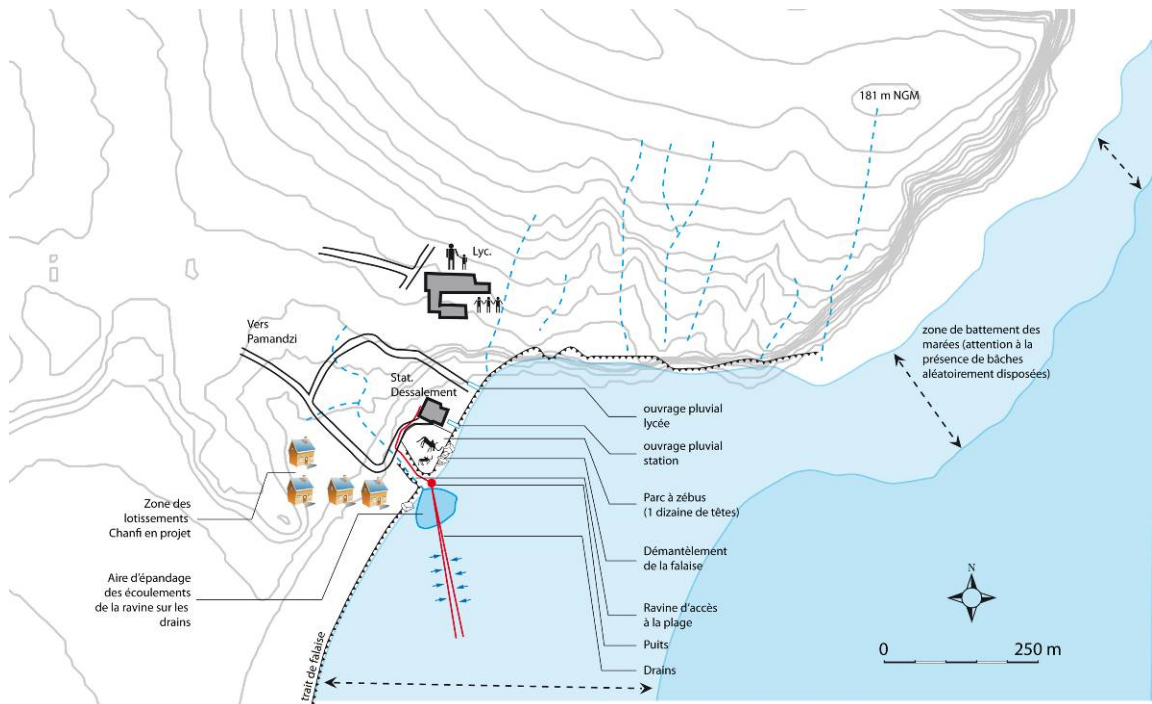 181 m NGM
Lyc.
Vers
Pamandzi
zone de battement des
marées (attention à la
présence de bâches
aléatoirement disposées)
Stat.
Dessalement
ouvrage pluvial
lycée
ouvrage pluvial
station
Parc à zébus
(1 dizaine de têtes)
Zone des
lotissements
Chanfi en projet
Démantèlement
de la falaise
Aire d'épandage
des écoulements
de la ravine sur les
drains
Ravine d'accès
à la plage
Puits
Drains
trait de falaise
N
0 250 m